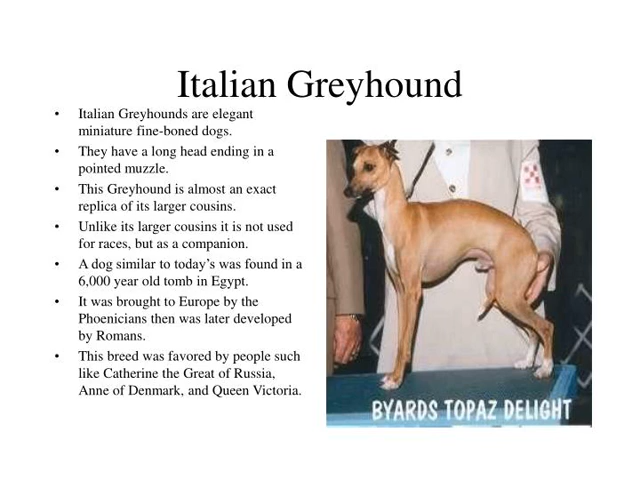 Italian Greyhound
• Italian Greyhounds are elegant
miniature fine-boned dogs.
• They have a long head ending in a
pointed muzzle.
• This Greyhound is almost an exact
replica of its larger cousins.
• Unlike its larger cousins it is not used
for races, but as a companion.
• A dog similar to today's was found in a
6,000 year old tomb in Egypt.
• It was brought to Europe by the
Phoenicians then was later developed
by Romans.
• This breed was favored by people such
like Catherine the Great of Russia,
Anne of Denmark, and Queen Victoria.
BYARDS TOPAZ DELIGHT